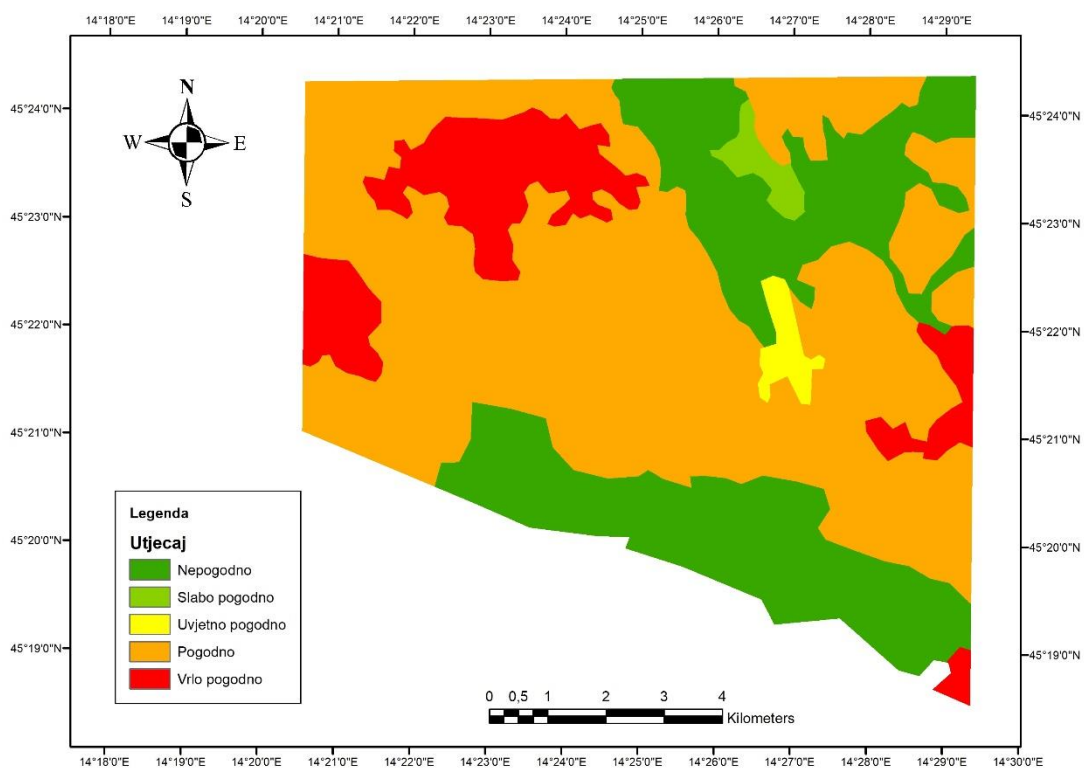 14°18'0"E 14°19'0"E 14°20'0"E 14°21'0"E 14°22'0"E 14°23'0"E 14°24'0"E 14°25'0"E 14°26'0"E 14°27'0"E 14°28'0"E 14°29'0"E
N
W E
S
45°24'0"N 45°24'0"N
45°23'0"N 45°23'0"N
45°22'0"N 45°22'0"N
45°21'0"N 45°21'0"N
45°20'0"N 45°20'0"N
45°19'0"N 45°19'0"N
Legenda
Utjecaj
Nepogodno
Slabo pogodno
Uvjetno pogodno
Pogodno
Vrlo pogodno
0 0,5 1 2 3 4
Kilometers
14°18'0"E 14°19'0"E 14°20'0"E 14°21'0"E 14°22'0"E 14°23'0"E 14°24'0"E 14°25'0"E 14°26'0"E 14°27'0"E 14°28'0"E 14°29'0"E 14°30'0"E